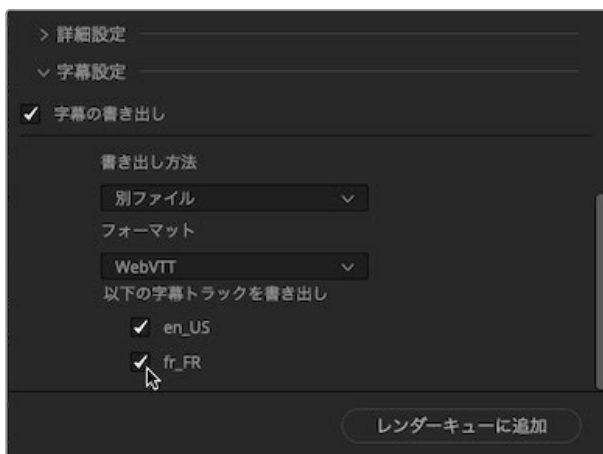 詳細設定
字幕設定
字幕の書き出し
書き出し方法
別ファイル
フォーマット
WebVTT
以下の字幕トラックを書き出し
en_US
fr_FR
レンダーキューに追加